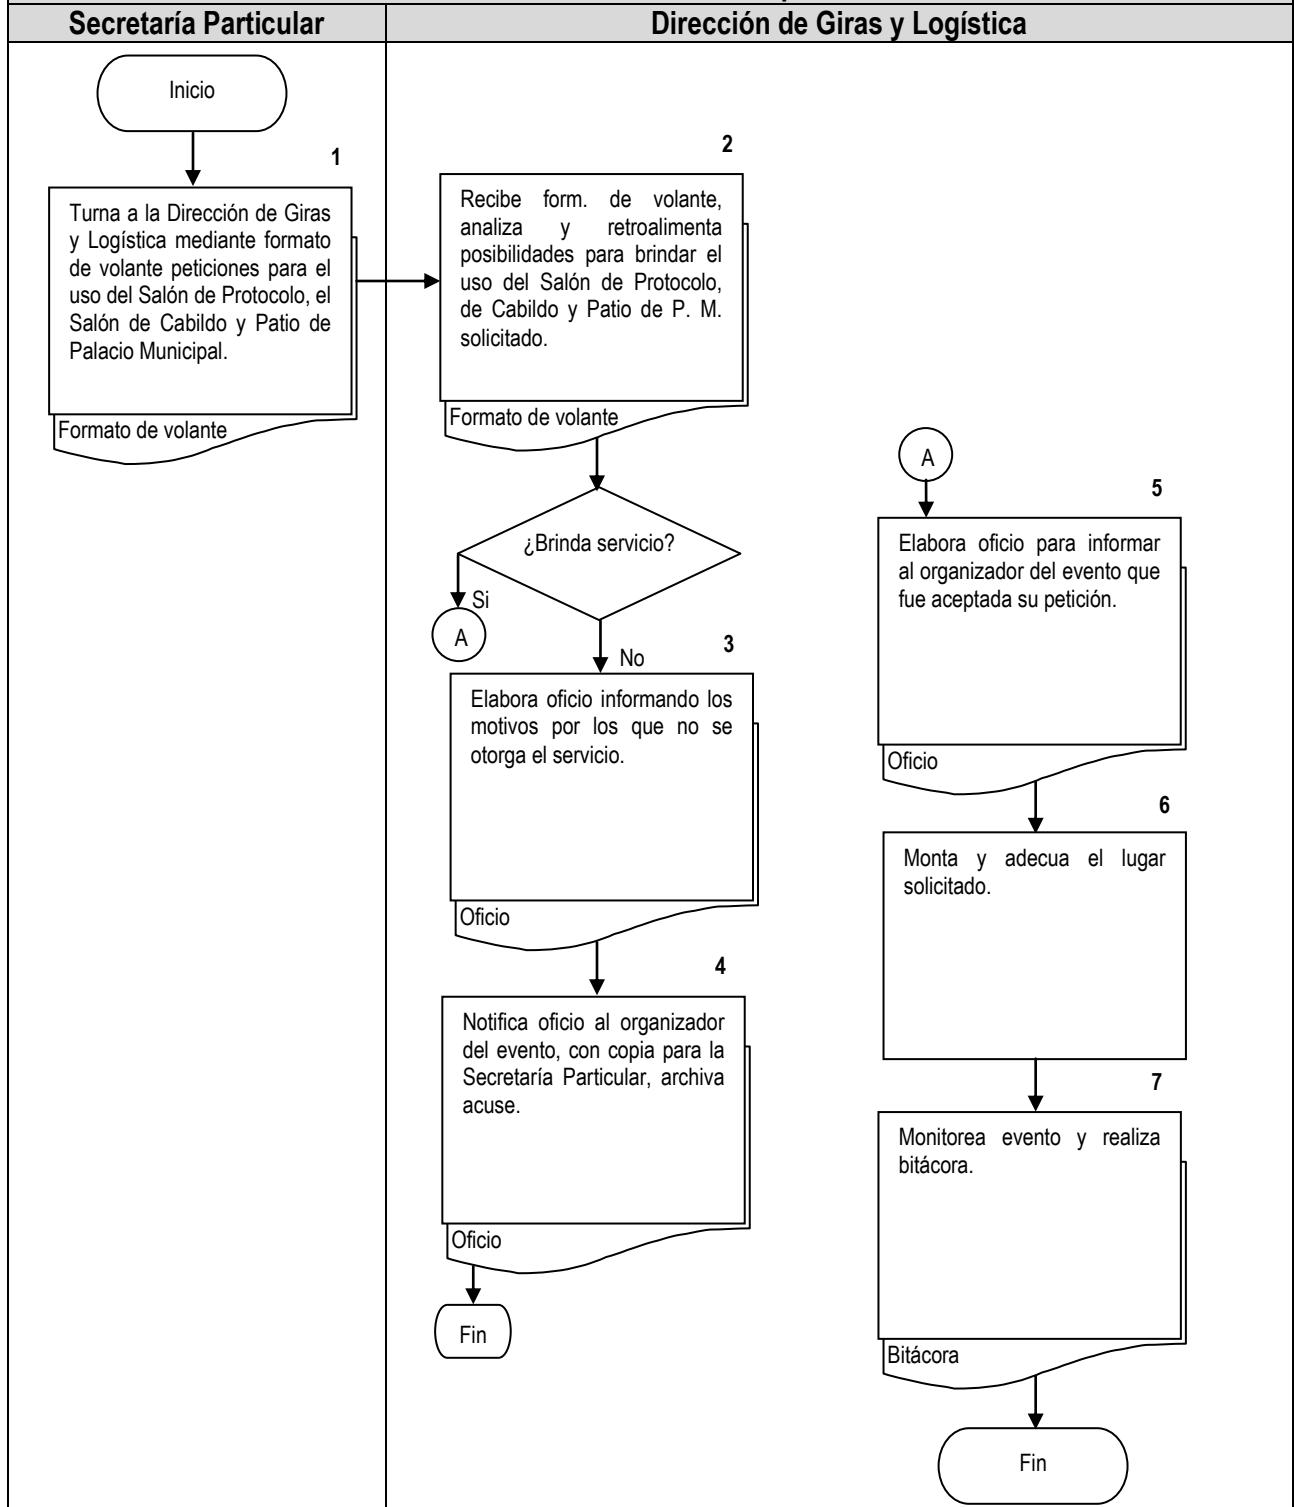 Secretaría Particular
Dirección de Giras y Logística
Inicio
1
Turna a la Dirección de Giras
y Logística mediante formato
de volante peticiones para el
uso del Salón de Protocolo, el
Salón de Cabildo y Patio de
Palacio Municipal.
Formato de volante
2
Recibe form. de volante,
analiza y retroalimenta
posibilidades para brindar el
uso del Salón de Protocolo,
de Cabildo y Patio de P. M.
solicitado.
Formato de volante
¿Brinda servicio?
Si
A
No
3
Elabora oficio informando los
motivos por los que no se
otorga el servicio.
Oficio
4
Notifica oficio al organizador
del evento, con copia para la
Secretaría Particular, archiva
acuse.
Oficio
Fin
A
5
Elabora oficio para informar
al organizador del evento que
fue aceptada su petición.
Oficio
6
Monta y adecua el lugar
solicitado.
7
Monitorea evento y realiza
bitácora.
Bitácora
Fin